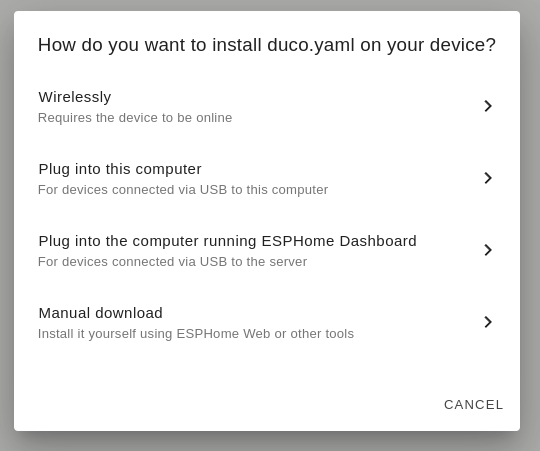 How do you want to install duco.yaml on your device?
Wirelessly
Requires the device to be online
Plug into this computer
For devices connected via USB to this computer
Plug into the computer running ESPHome Dashboard
For devices connected via USB to the server
Manual download
Install it yourself using ESPHome Web or other tools
CANCEL